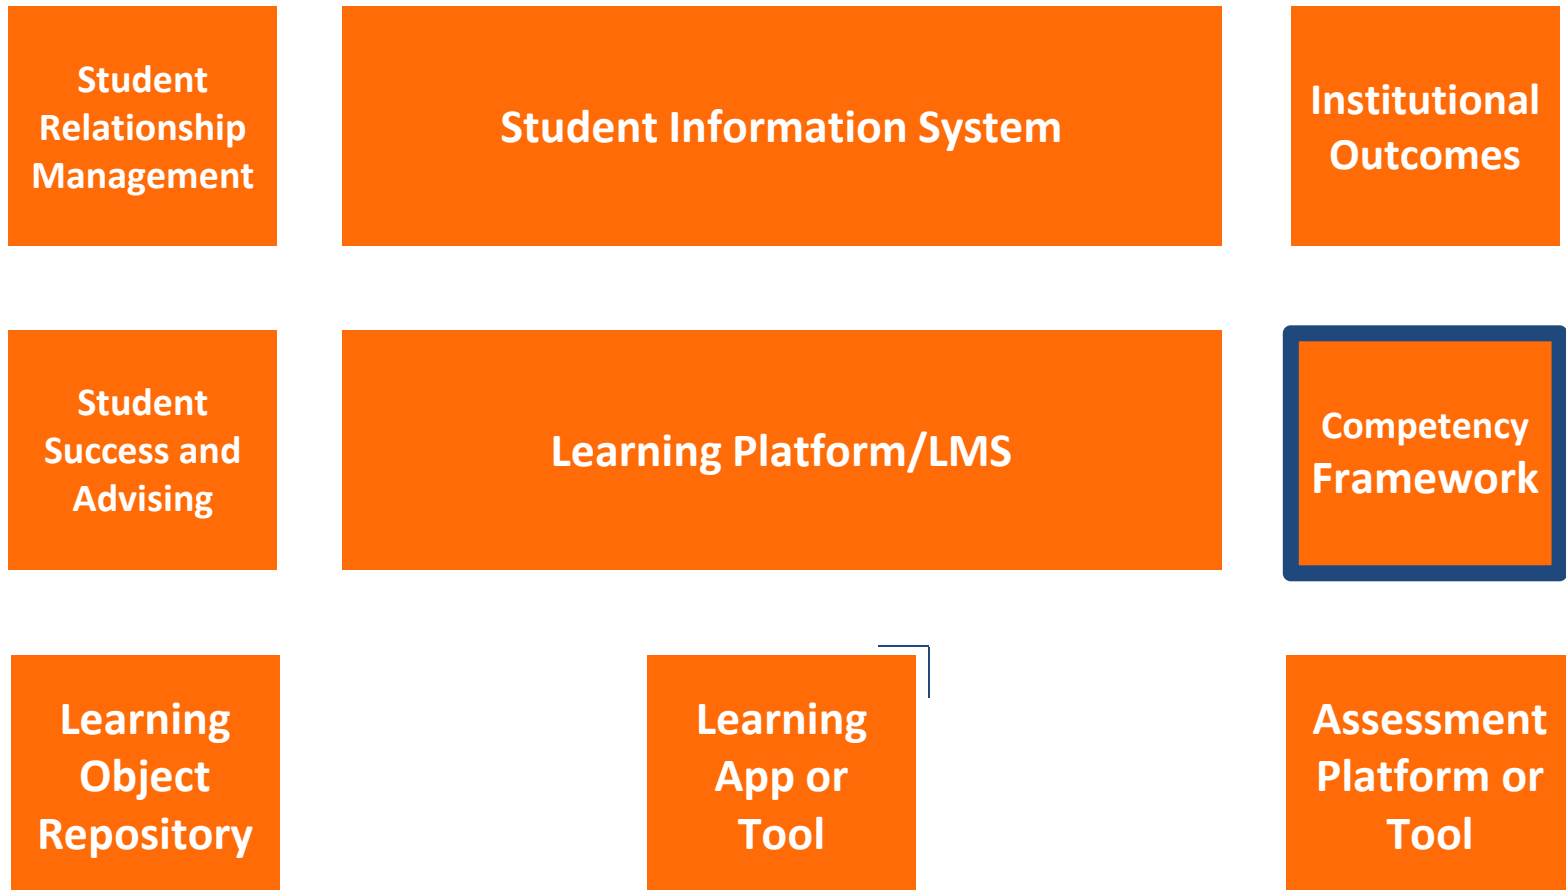 Student
Relationship
Management
Student Information System
Institutional
Outcomes
Student
Success and
Advising
Learning Platform/LMS
Competency
Framework
Learning
Object
Repository
Learning
App or
Tool
Assessment
Platform or
Tool